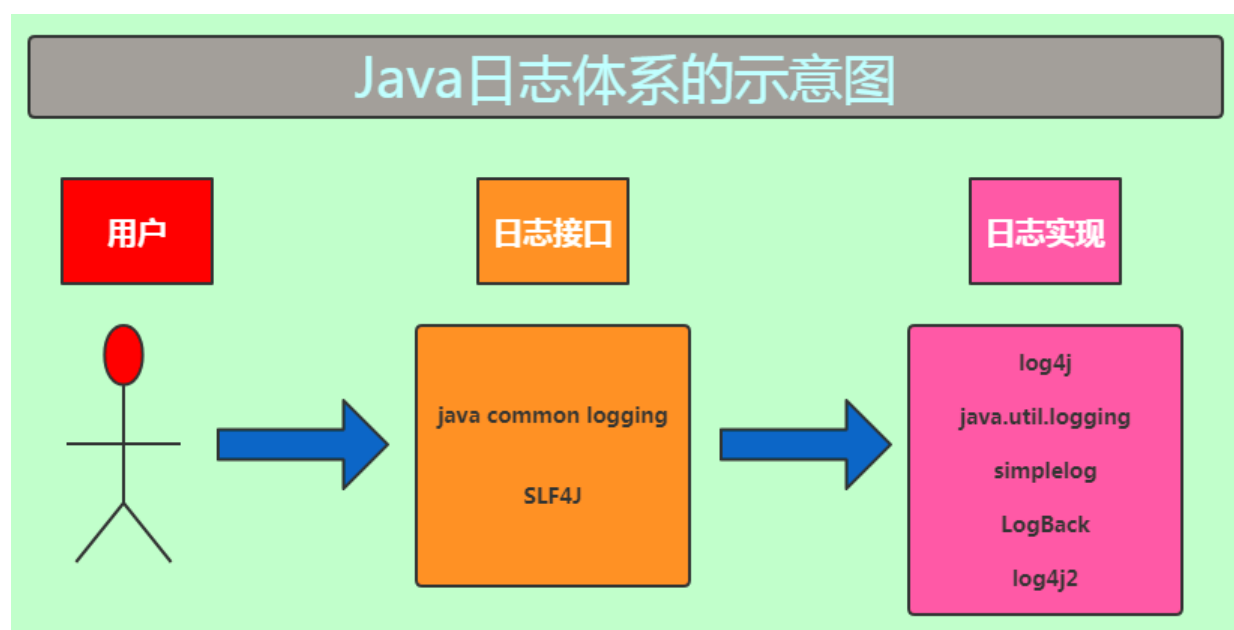 Java日志体系的示意图
用户
日志接口
日志实现
java common logging
SLF4J
log4j
java.util.logging
simplelog
LogBack
log4j2